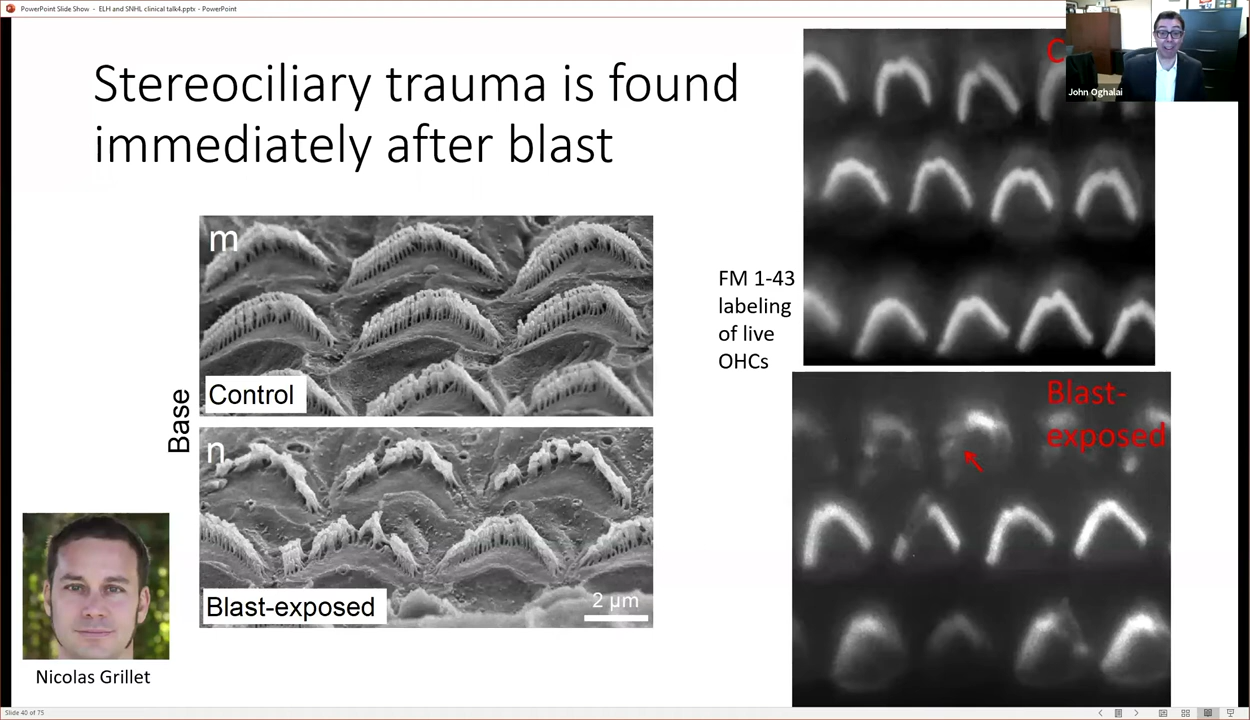 PowerPoint Slide Show - ELH and SNHL clinical talk4.pptx - PowerPoint
Stereociliary trauma is found
immediately after blast
m
Control
Base
n
Blast-exposed
2 µm
Nicolas Grillet
FM 1-43
labeling
of live
OHCs
C
John Oghalai
Blast-
exposed
Slide 40 of 75